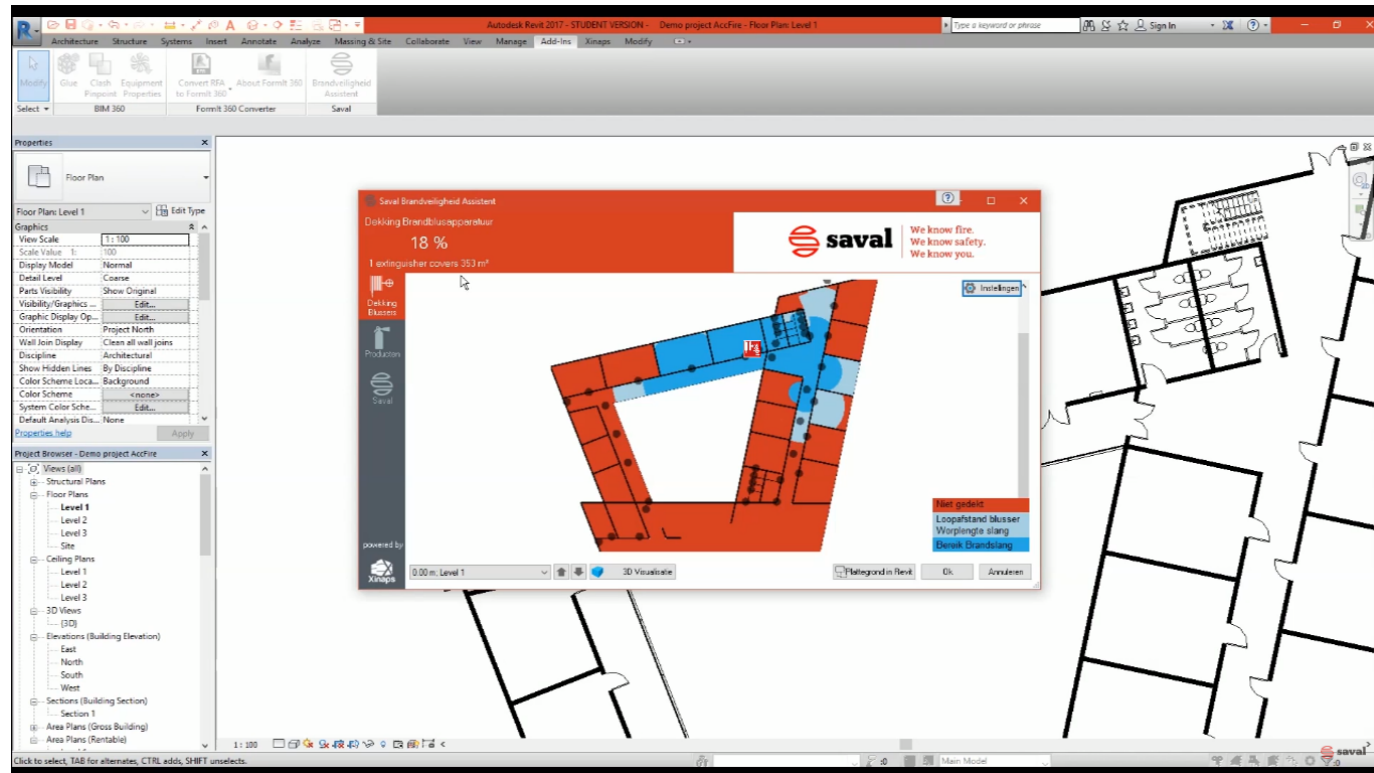 Autodesk Revit 2017 - STUDENT VERSION - Demo project AccFire - Floor Plan: Level 1
Type a keyword or phrase
Sign In
Architecture Structure Systems Insert Annotate Analyze Massing & Site Collaborate View Manage Add-Ins Xinaps Modify
Modify
Glue
Clash
Pinpoint
Equipment
Properties
Convert RFA
to FormIt 360
About FormIt 360
Brandveiligheid
Assistent
Select
BIM 360
FormIt 360 Converter
Saval
Properties
Floor Plan
Floor Plan: Level 1
Edit Type
Graphics
View Scale 1 : 100
Scale Value 1: 100
Display Model Normal
Detail Level Coarse
Parts Visibility Show Original
Visibility/Graphics ... Edit...
Graphic Display Op... Edit...
Orientation Project North
Wall Join Display Clean all wall joins
Discipline Architectural
Show Hidden Lines By Discipline
Color Scheme Loca... Background
Color Scheme <none>
System Color Sche... Edit...
Default Analysis Dis... None
Properties help
Apply
Project Browser - Demo project AccFire
Views (all)
Structural Plans
Floor Plans
Level 1
Level 2
Level 3
Site
Ceiling Plans
Level 1
Level 2
Level 3
3D Views
{3D}
Elevations (Building Elevation)
East
North
South
West
Sections (Building Section)
Section 1
Area Plans (Gross Building)
Area Plans (Rentable)
Saval Brandveiligheid Assistent
Dekking Brandblusapparatuur
18 %
1 extinguisher covers 353 m²
saval
We know fire.
We know safety.
We know you.
Dekking
Blussers
Producten
Saval
powered by
Xinaps
Instellingen
Niet gedekt
Loopafstand blusser
Worplengte slang
Bereik Brandslang
0.00 m: Level 1
3D Visualisatie
Plattegrond in Revit
Ok
Annuleren
1 : 100
Click to select, TAB for alternates, CTRL adds, SHIFT unselects.
:0
Main Model
saval
:0